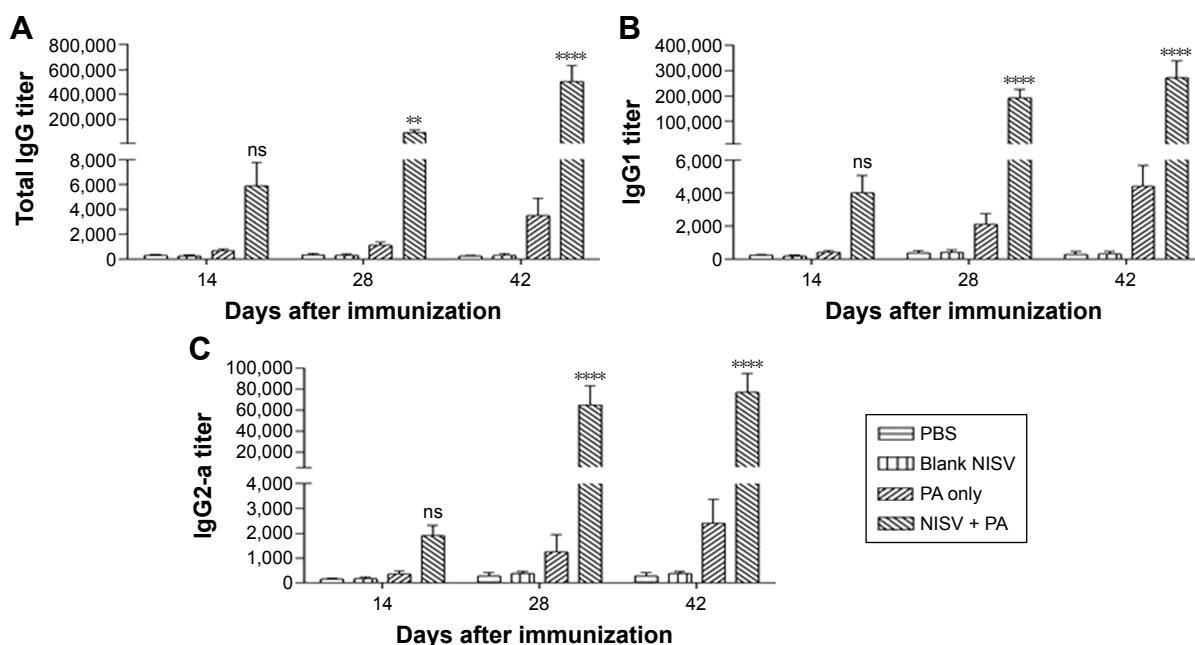 A
Total IgG titer
800,000
600,000
400,000
200,000
8,000
6,000
4,000
2,000
0
ns
**
****
14
28
42
Days after immunization
B
IgG1 titer
400,000
300,000
200,000
100,000
6,000
4,000
2,000
0
ns
****
****
14
28
42
Days after immunization
C
IgG2-a titer
100,000
80,000
60,000
40,000
20,000
4,000
3,000
2,000
1,000
0
ns
****
****
14
28
42
Days after immunization
PBS
Blank NISV
PA only
NISV + PA